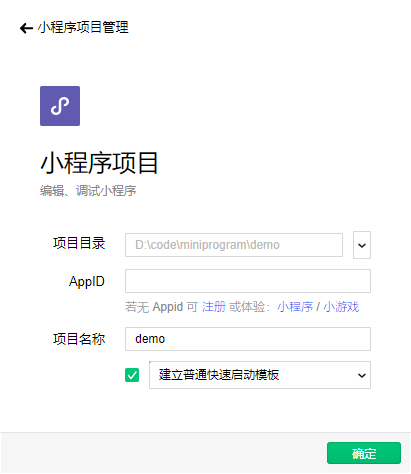 小程序项目管理
小程序项目
编辑、调试小程序
项目目录 D:\code\miniprogram\demo
AppID
若无 Appid 可 注册 或体验：小程序 / 小游戏
项目名称 demo
建立普通快速启动模板
确定